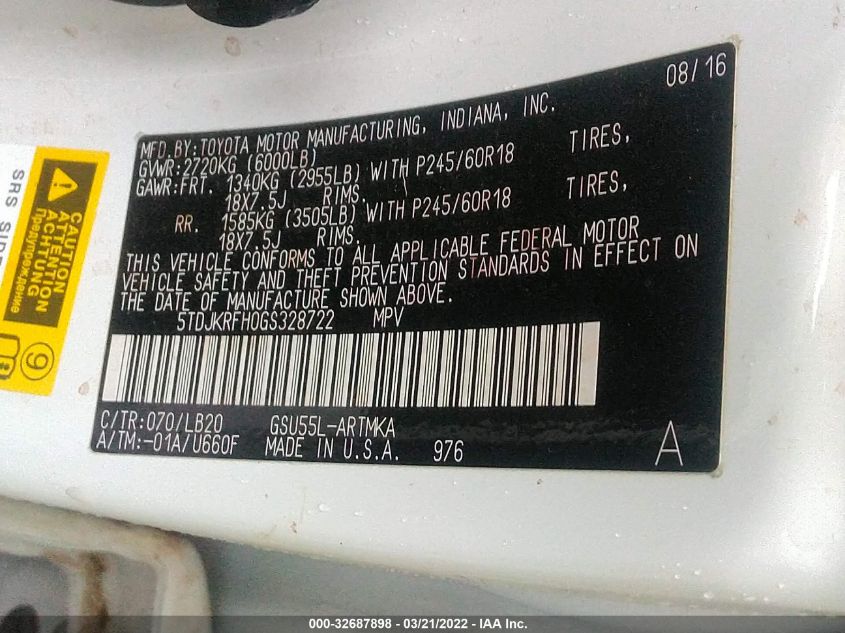 08/16
MFD.BY:TOYOTA MOTOR MANUFACTURING, INDIANA, INC.
GVWR:2720KG (6000LB)
GAWR:FRT. 1340KG (2955LB) WITH P245/60R18 TIRES,
18X7.5J RIMS.
RR. 1585KG (3505LB) WITH P245/60R18 TIRES,
18X7.5J RIMS.
THIS VEHICLE CONFORMS TO ALL APPLICABLE FEDERAL MOTOR
VEHICLE SAFETY AND THEFT PREVENTION STANDARDS IN EFFECT ON
THE DATE OF MANUFACTURE SHOWN ABOVE.
5TDJKRFH0GS328722 MPV
C/TR:070/LB20 GSU55L-ARTMKA
A/TM:-01A/U660F MADE IN U.S.A. 976 A
SRS SIDE
CAUTION
ATTENTION
ACHTUNG
Предупреждение
9
000-32687898 - 03/21/2022 - IAA Inc.